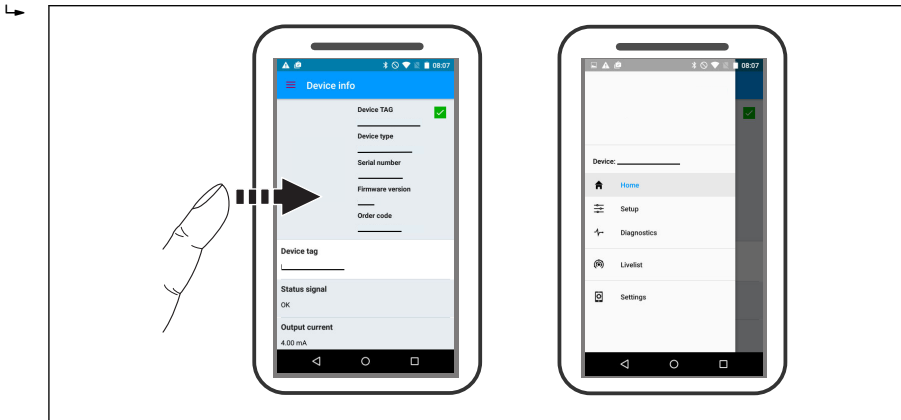 08:07
Device info
Device TAG
Device type
Serial number
Firmware version
Order code
Device tag
Status signal
OK
Output current
4.00 mA
08:07
Device:
Home
Setup
Diagnostics
Livelist
Settings